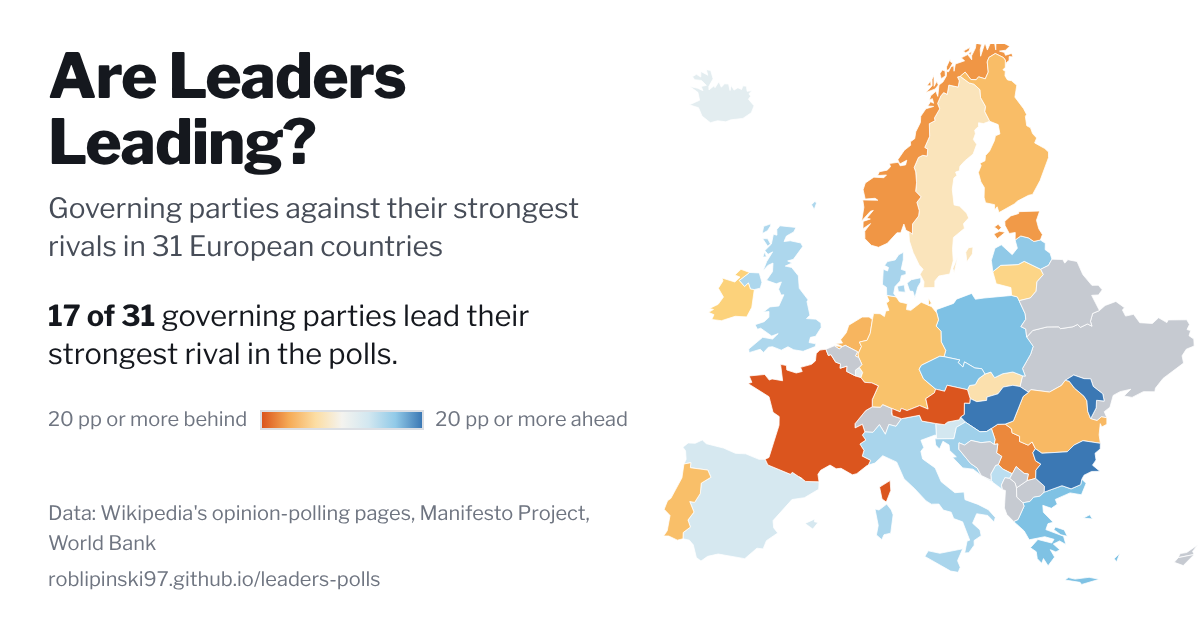 Are Leaders
Leading?
Governing parties against their strongest
rivals in 31 European countries
17 of 31 governing parties lead their
strongest rival in the polls.
20 pp or more behind 20 pp or more ahead
Data: Wikipedia's opinion-polling pages, Manifesto Project,
World Bank
roblipinski97.github.io/leaders-polls